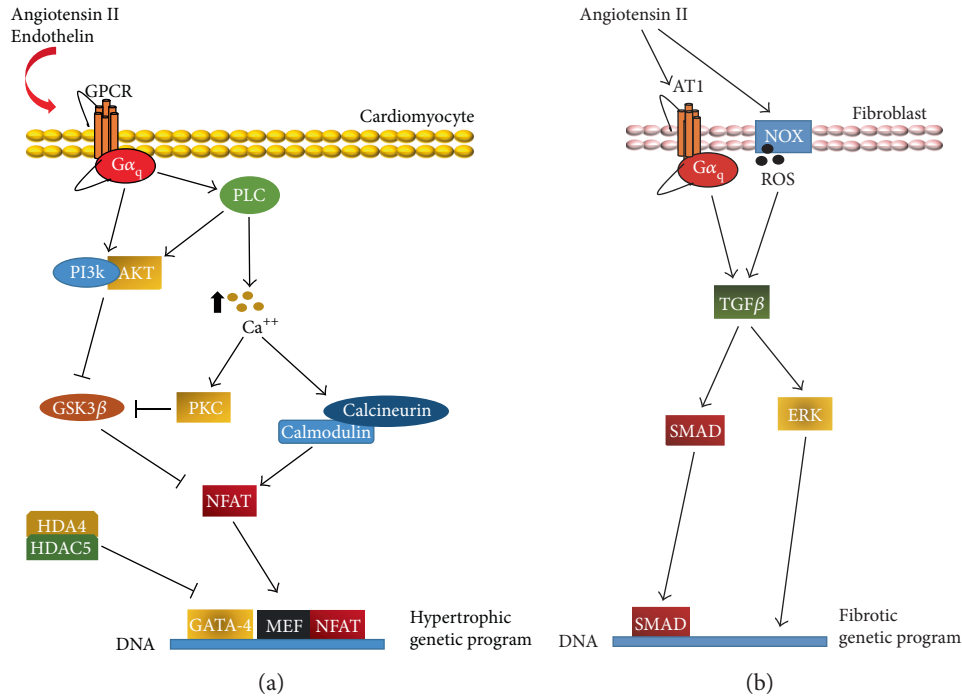 Angiotensin II
Endothelin
GPCR
Cardiomyocyte
Gαq
PLC
PI3k
AKT
Ca++
GSK3β
PKC
Calcineurin
Calmodulin
NFAT
HDA4
HDAC5
GATA-4
MEF
NFAT
DNA
Hypertrophic
genetic program
(a)
Angiotensin II
AT1
Fibroblast
NOX
Gαq
ROS
TGFβ
SMAD
ERK
SMAD
DNA
Fibrotic
genetic program
(b)